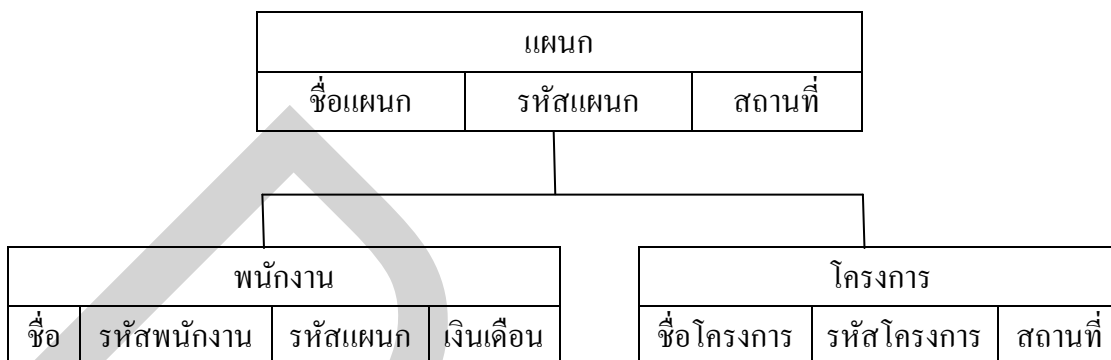 แผนก
ชื่อแผนก รหัสแผนก สถานที่
พนักงาน โครงการ
ชื่อ รหัสพนักงาน รหัสแผนก เงินเดือน ชื่อโครงการ รหัสโครงการ สถานที่